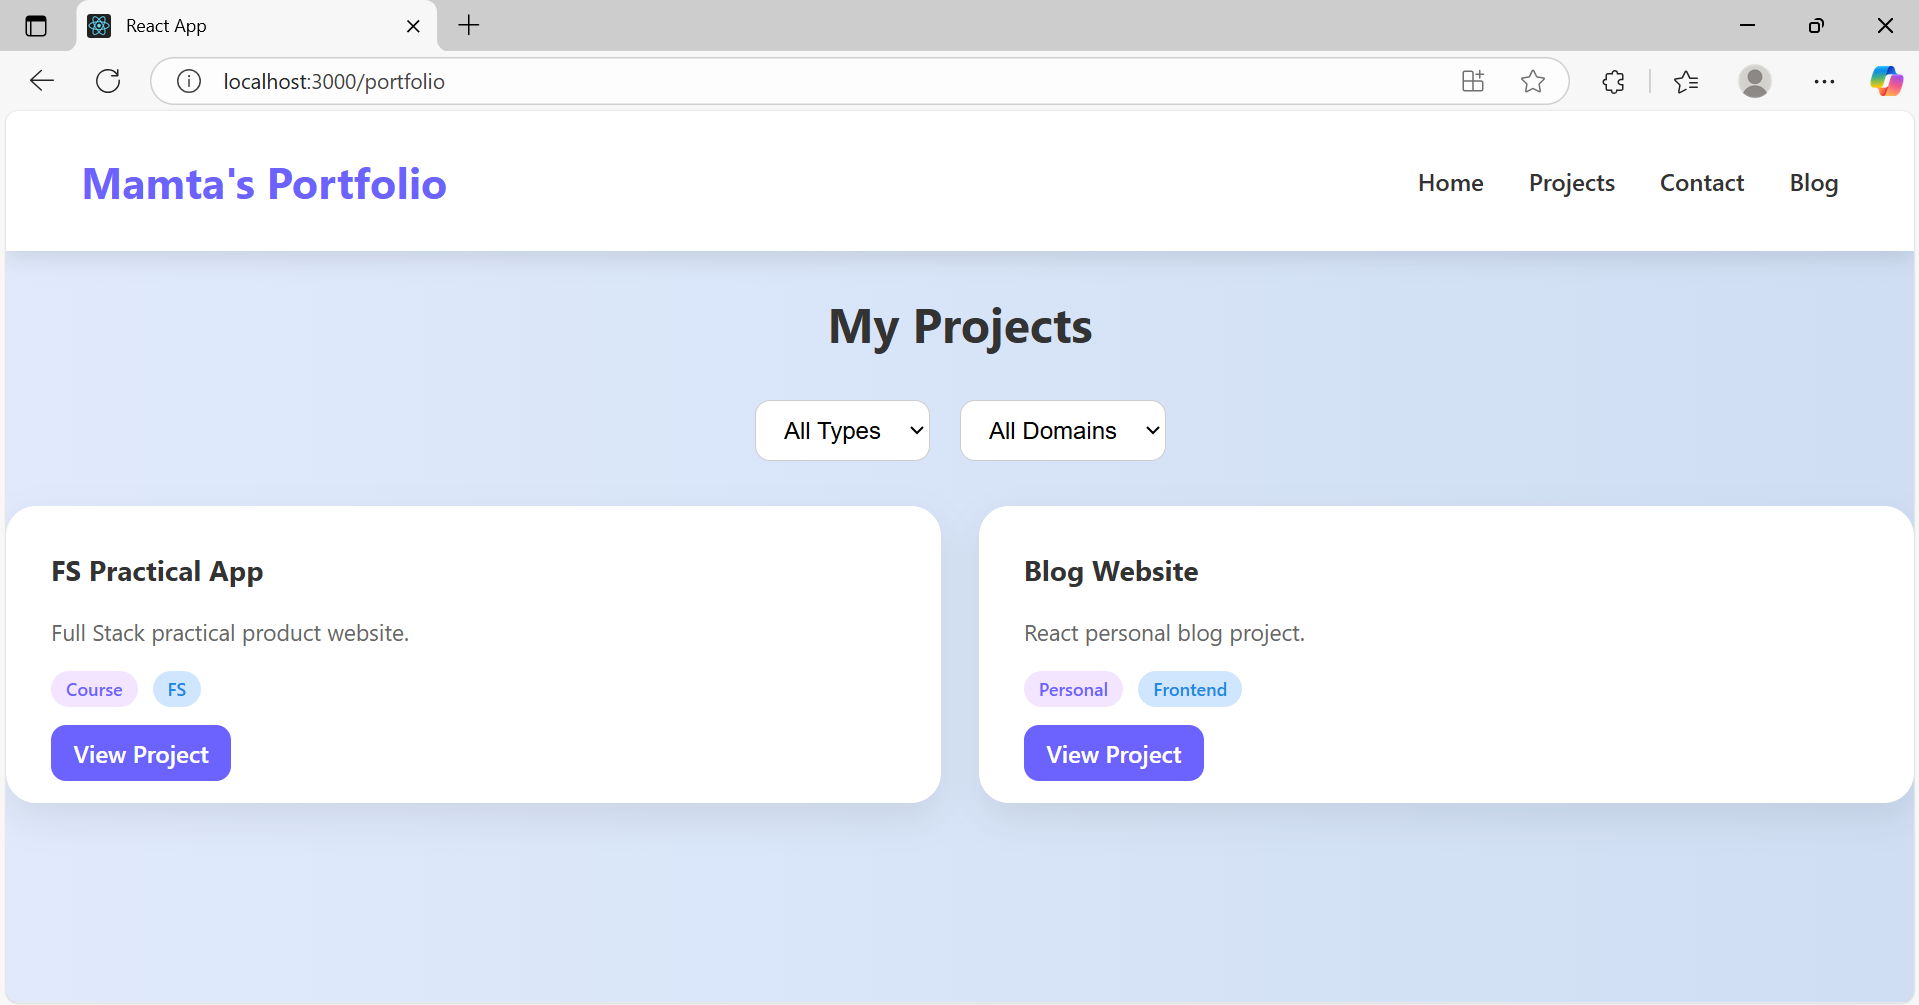 React App
localhost:3000/portfolio
Mamta's Portfolio
Home Projects Contact Blog
My Projects
All Types All Domains
FS Practical App
Full Stack practical product website.
Course FS
View Project
Blog Website
React personal blog project.
Personal Frontend
View Project